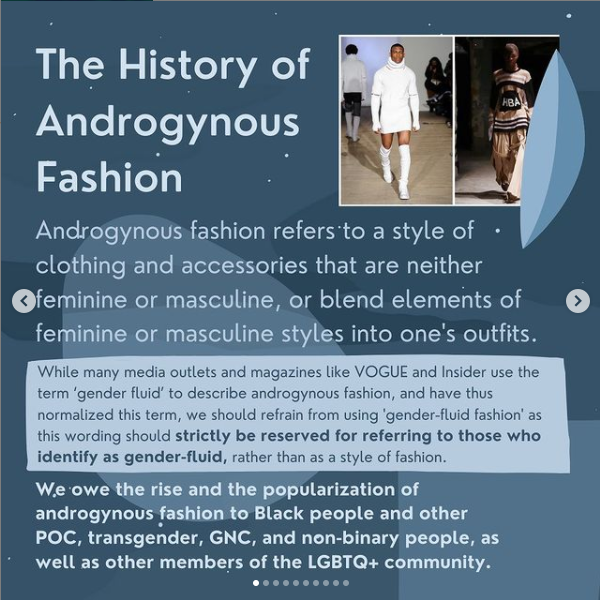 The History of
Androgynous
Fashion
HBA
Androgynous fashion refers to a style of
clothing and accessories that are neither
feminine or masculine, or blend elements of
feminine or masculine styles into one's outfits.
While many media outlets and magazines like VOGUE and Insider use the
term ‘gender fluid’ to describe androgynous fashion, and have thus
normalized this term, we should refrain from using 'gender-fluid fashion' as
this wording should strictly be reserved for referring to those who
identify as gender-fluid, rather than as a style of fashion.
We owe the rise and the popularization of
androgynous fashion to Black people and other
POC, transgender, GNC, and non-binary people, as
well as other members of the LGBTQ+ community.